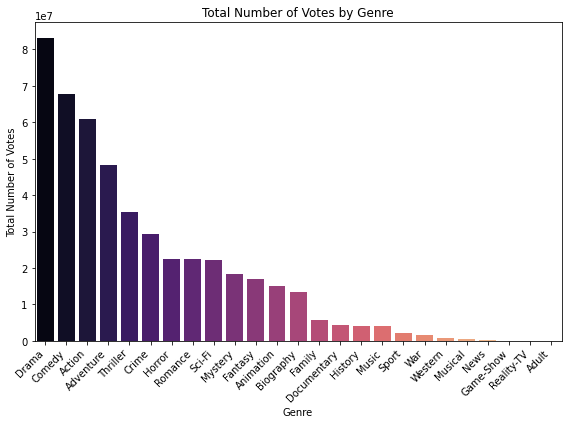 Total Number of Votes by Genre
1e7
8
7
6
5
4
3
2
1
0
Total Number of Votes
Drama
Comedy
Action
Adventure
Thriller
Crime
Horror
Romance
Sci-Fi
Mystery
Fantasy
Animation
Biography
Family
Documentary
History
Music
Sport
War
Western
Musical
News
Game-Show
Reality-TV
Adult
Genre